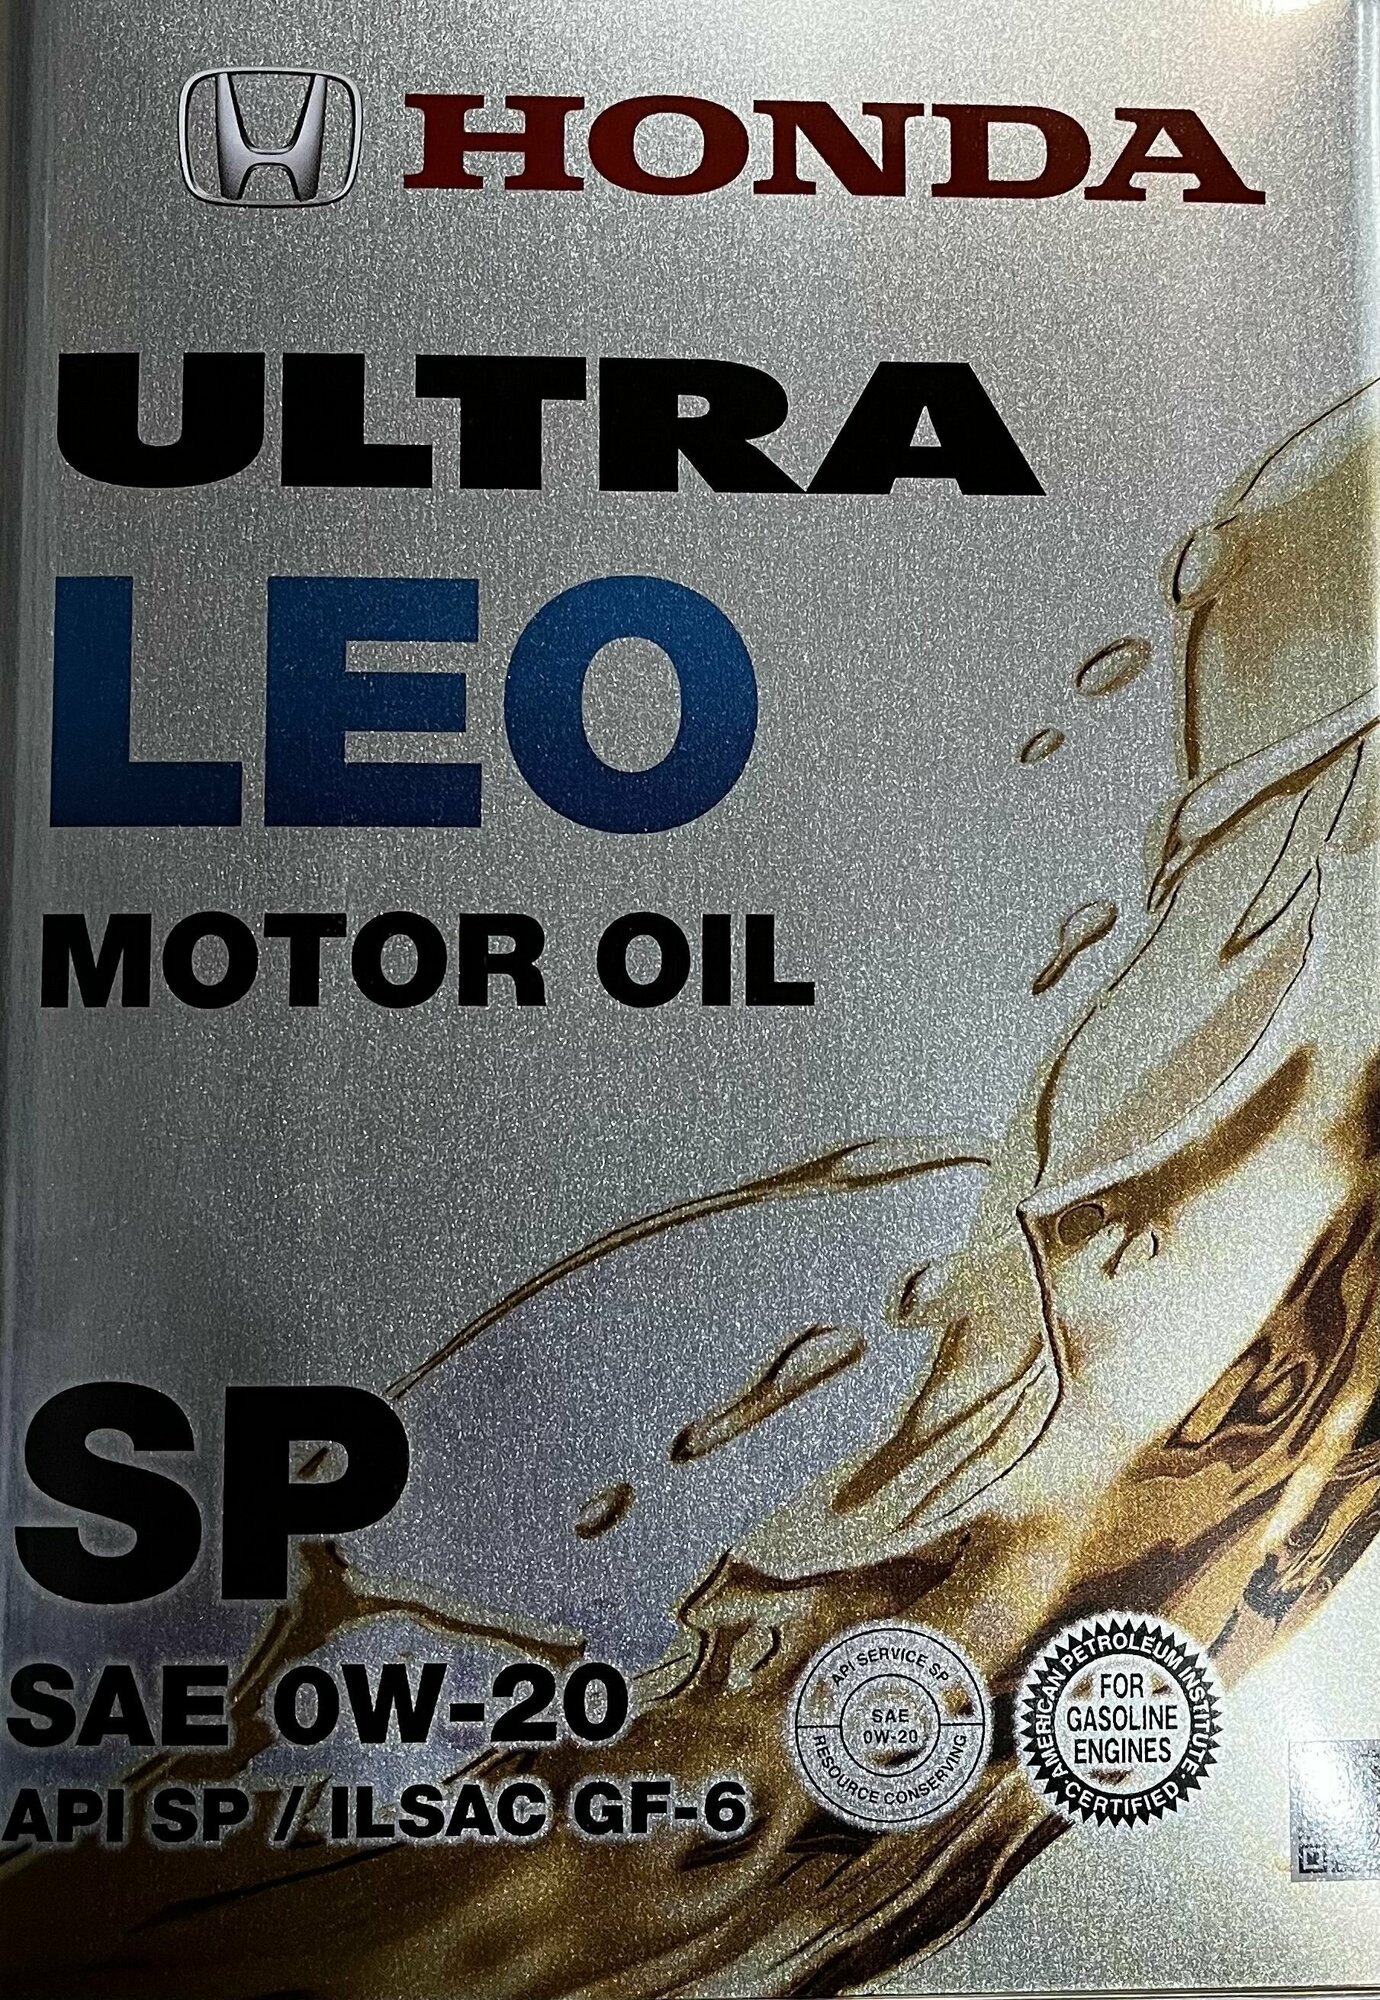 HONDA
ULTRA
LEO
MOTOR OIL
SP
SAE 0W-20
API SP / ILSAC GF-6
API SERVICE SP
SAE
0W-20
RESOURCE CONSERVING
AMERICAN PETROLEUM INSTITUTE
FOR
GASOLINE
ENGINES
CERTIFIED